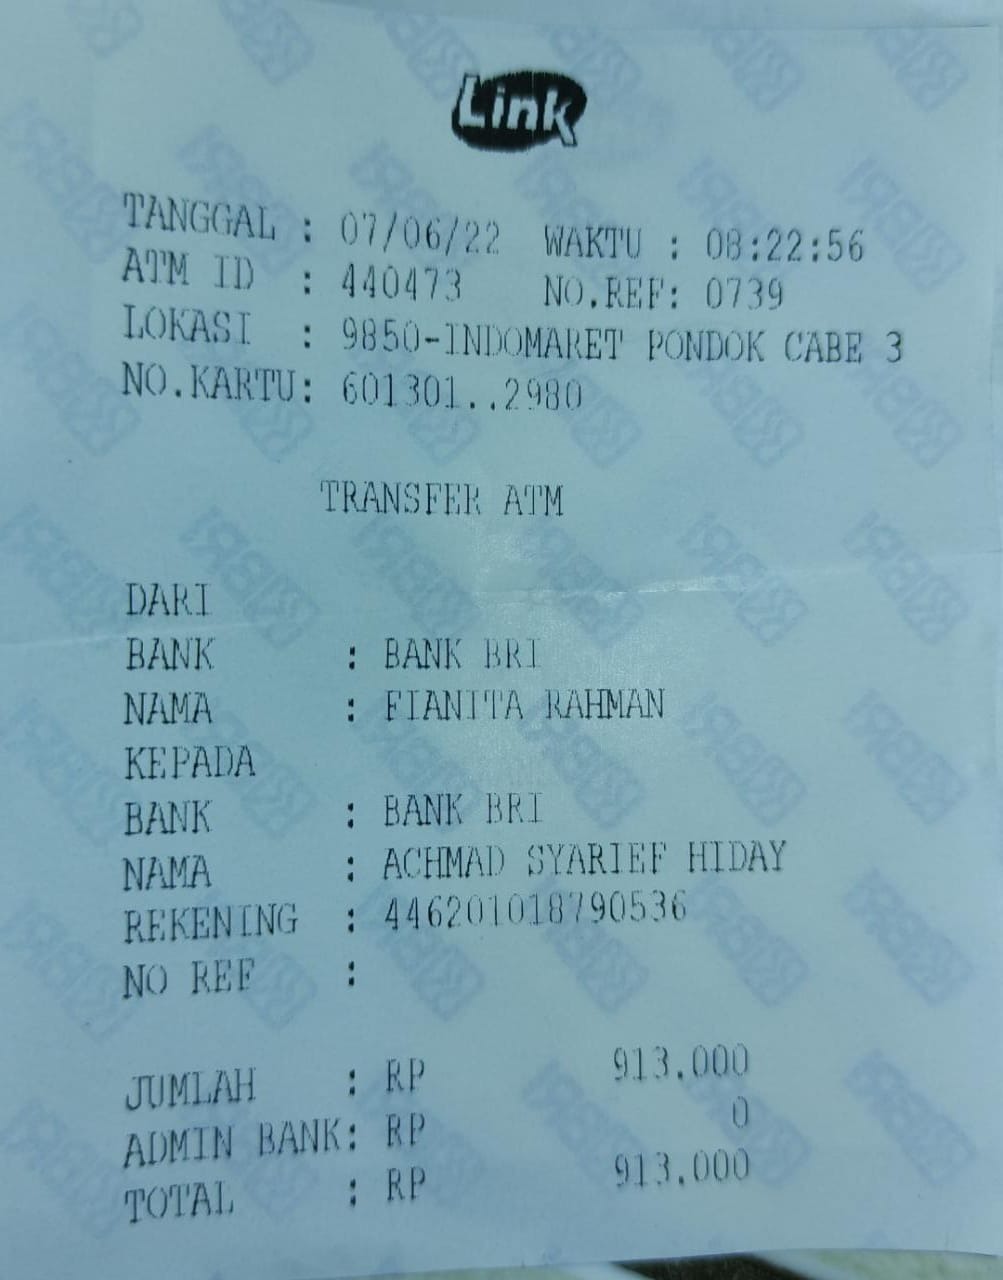 Link
TANGGAL : 07/06/22 WAKTU : 08:22:56
ATM ID : 440473 NO.REF: 0739
LOKASI : 9850-INDOMARET PONDOK CABE 3
NO.KARTU: 601301..2980
TRANSFER ATM
DARI
BANK : BANK BRI
NAMA : FIANITA RAHMAN
KEPADA
BANK : BANK BRI
NAMA : ACHMAD SYARIEF HIDAY
REKENING : 446201018790536
NO REF :
JUMLAH : RP 913.000
ADMIN BANK: RP 0
TOTAL : RP 913.000